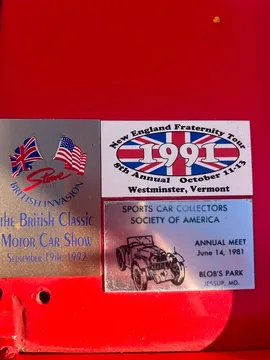 Stowe
BRITISH INVASION
the British Classic
Motor Car Show
September 19th, 1992
New England Fraternity Tour
1991
8th Annual October 11-13
Westminster, Vermont
SPORTS CAR COLLECTORS
SOCIETY OF AMERICA
ANNUAL MEET
June 14, 1981
BLOB'S PARK
JESSUP, MD.